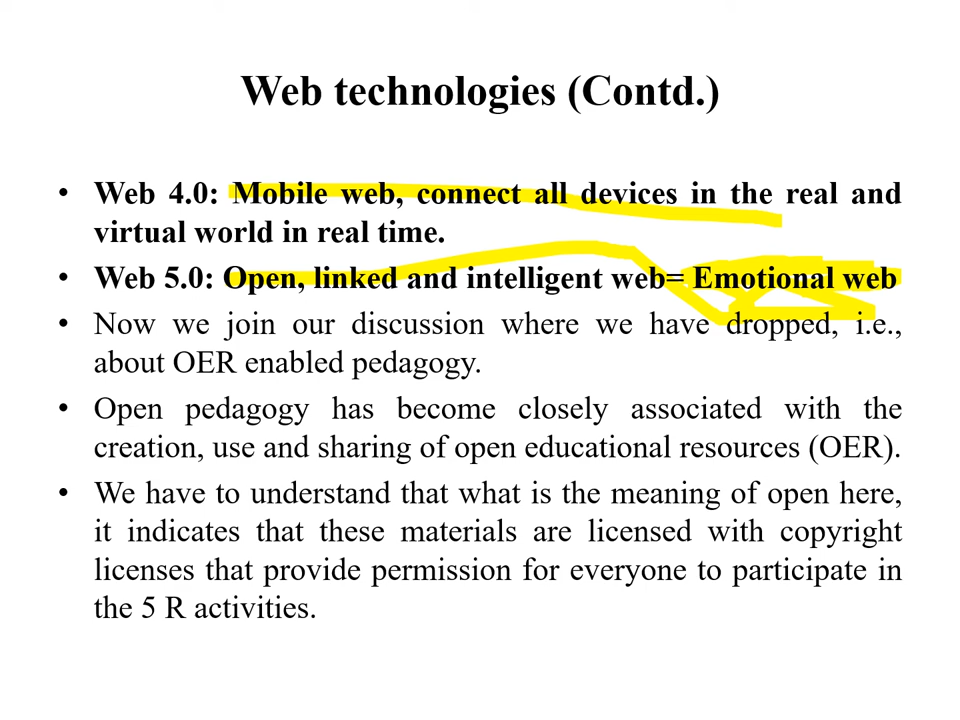 Web technologies (Contd.)
• Web 4.0: Mobile web, connect all devices in the real and
virtual world in real time.
• Web 5.0: Open, linked and intelligent web= Emotional web
• Now we join our discussion where we have dropped, i.e.,
about OER enabled pedagogy.
• Open pedagogy has become closely associated with the
creation, use and sharing of open educational resources (OER).
• We have to understand that what is the meaning of open here,
it indicates that these materials are licensed with copyright
licenses that provide permission for everyone to participate in
the 5 R activities.